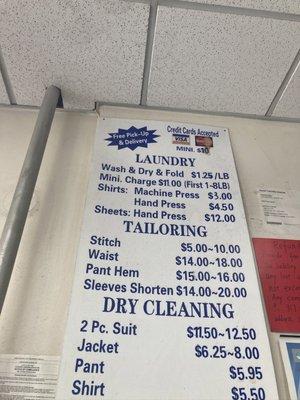 Free Pick-Up
& Delivery
Credit Cards Accepted
VISA
MINI. $10
LAUNDRY
Wash & Dry & Fold $1.25/LB
Mini. Charge $11.00 (First 1-8LB)
Shirts: Machine Press $3.00
Hand Press $4.50
Sheets: Hand Press $12.00
TAILORING
Stitch $5.00~10.00
Waist $14.00~18.00
Pant Hem $15.00~16.00
Sleeves Shorten $14.00~20.00
DRY CLEANING
2 Pc. Suit $11.50~12.50
Jacket $6.25~8.00
Pant $5.95
Shirt $5.50